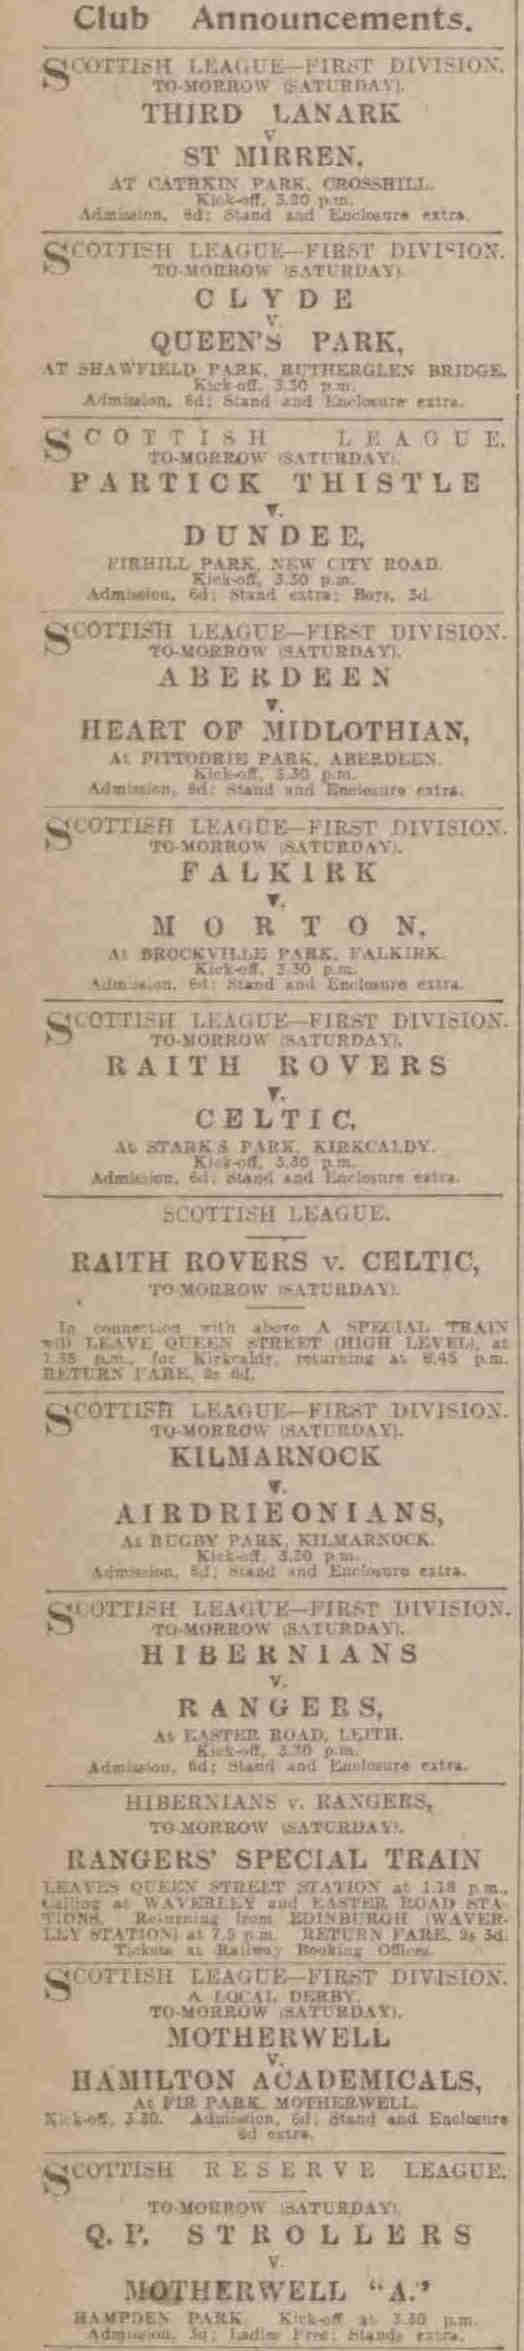 Club Announcements.
SCOTTISH LEAGUE—FIRST DIVISION.
TO-MORROW (SATURDAY).
THIRD LANARK
v
ST MIRREN,
AT CATHKIN PARK, CROSSHILL.
Kick-off, 3.30 p.m.
Admission, 6d; Stand and Enclosure extra.
SCOTTISH LEAGUE—FIRST DIVISION.
TO-MORROW (SATURDAY).
CLYDE
v.
QUEEN'S PARK,
AT SHAWFIELD PARK, RUTHERGLEN BRIDGE.
Kick-off, 3.30 p.m.
Admission, 6d; Stand and Enclosure extra.
SCOTTISH LEAGUE.
TO-MORROW (SATURDAY).
PARTICK THISTLE
v.
DUNDEE,
FIRHILL PARK, NEW CITY ROAD.
Kick-off, 3.30 p.m.
Admission, 6d; Stand extra; Boys, 3d.
SCOTTISH LEAGUE—FIRST DIVISION.
TO-MORROW (SATURDAY).
ABERDEEN
v.
HEART OF MIDLOTHIAN,
At PITTODRIE PARK, ABERDEEN.
Kick-off, 3.30 p.m.
Admission, 6d; Stand and Enclosure extra.
SCOTTISH LEAGUE—FIRST DIVISION.
TO-MORROW (SATURDAY).
FALKIRK
v.
MORTON,
At BROCKVILLE PARK, FALKIRK.
Kick-off, 3.30 p.m.
Admission, 6d; Stand and Enclosure extra.
SCOTTISH LEAGUE—FIRST DIVISION.
TO-MORROW (SATURDAY).
RAITH ROVERS
v.
CELTIC,
At STARK'S PARK, KIRKCALDY.
Kick-off, 3.30 p.m.
Admission, 6d; Stand and Enclosure extra.
SCOTTISH LEAGUE.
RAITH ROVERS v. CELTIC,
TO-MORROW (SATURDAY).
In connection with above A SPECIAL TRAIN
will LEAVE QUEEN STREET (HIGH LEVEL), at
p.m., for Kirkcaldy, returning at 6.45 p.m.
RETURN FARE, 2s 6d.
SCOTTISH LEAGUE—FIRST DIVISION.
TO-MORROW (SATURDAY).
KILMARNOCK
v.
AIRDRIEONIANS,
At RUGBY PARK, KILMARNOCK.
Kick-off, 3.30 p.m.
Admission, 6d; Stand and Enclosure extra.
SCOTTISH LEAGUE—FIRST DIVISION.
TO-MORROW (SATURDAY).
HIBERNIANS
v.
RANGERS,
At EASTER ROAD, LEITH.
Kick-off, 3.30 p.m.
Admission, 6d; Stand and Enclosure extra.
HIBERNIANS v. RANGERS,
TO-MORROW (SATURDAY).
RANGERS' SPECIAL TRAIN
LEAVES QUEEN STREET STATION at 1.18 p.m.,
Calling at WAVERLEY and EASTER ROAD STA-
TIONS. Returning from EDINBURGH (WAVER-
LEY STATION) at 7.5 p.m. RETURN FARE, 2s 3d.
Tickets at Railway Booking Offices.
SCOTTISH LEAGUE—FIRST DIVISION.
A LOCAL DERBY.
TO-MORROW (SATURDAY).
MOTHERWELL
v.
HAMILTON ACADEMICALS,
At FIR PARK, MOTHERWELL.
Kick-off, 3.30. Admission, 6d; Stand and Enclosure
6d extra.
SCOTTISH RESERVE LEAGUE.
TO-MORROW (SATURDAY).
Q.P. STROLLERS
v.
MOTHERWELL "A."
HAMPDEN PARK. Kick-off at 3.30 p.m.
Admission, 3d; Ladies Free; Stands extra.